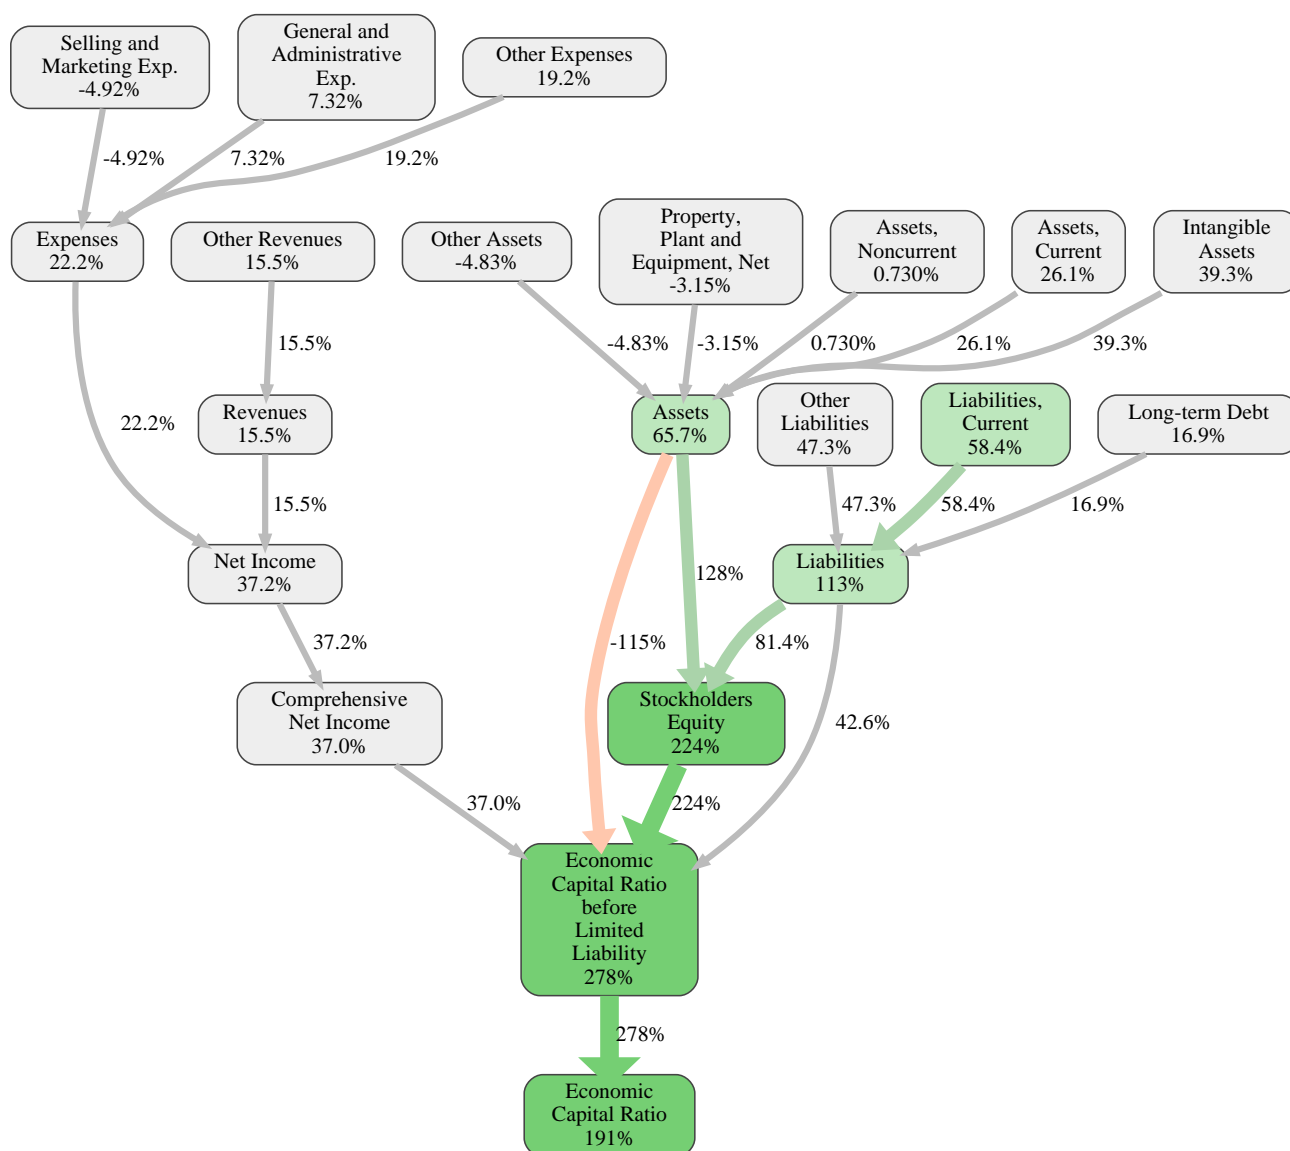 Selling and
Marketing Exp.
-4.92%
General and
Administrative
Exp.
7.32%
Other Expenses
19.2%
-4.92%
7.32%
19.2%
Expenses
22.2%
Other Revenues
15.5%
Other Assets
-4.83%
Property,
Plant and
Equipment, Net
-3.15%
Assets,
Noncurrent
0.730%
Assets,
Current
26.1%
Intangible
Assets
39.3%
15.5%
-4.83%
-3.15%
0.730%
26.1%
39.3%
22.2%
Revenues
15.5%
Assets
65.7%
Other
Liabilities
47.3%
Liabilities,
Current
58.4%
Long-term Debt
16.9%
15.5%
47.3%
58.4%
16.9%
Net Income
37.2%
128%
Liabilities
113%
37.2%
-115%
81.4%
Comprehensive
Net Income
37.0%
Stockholders
Equity
224%
42.6%
37.0%
224%
Economic
Capital Ratio
before
Limited
Liability
278%
278%
Economic
Capital Ratio
191%